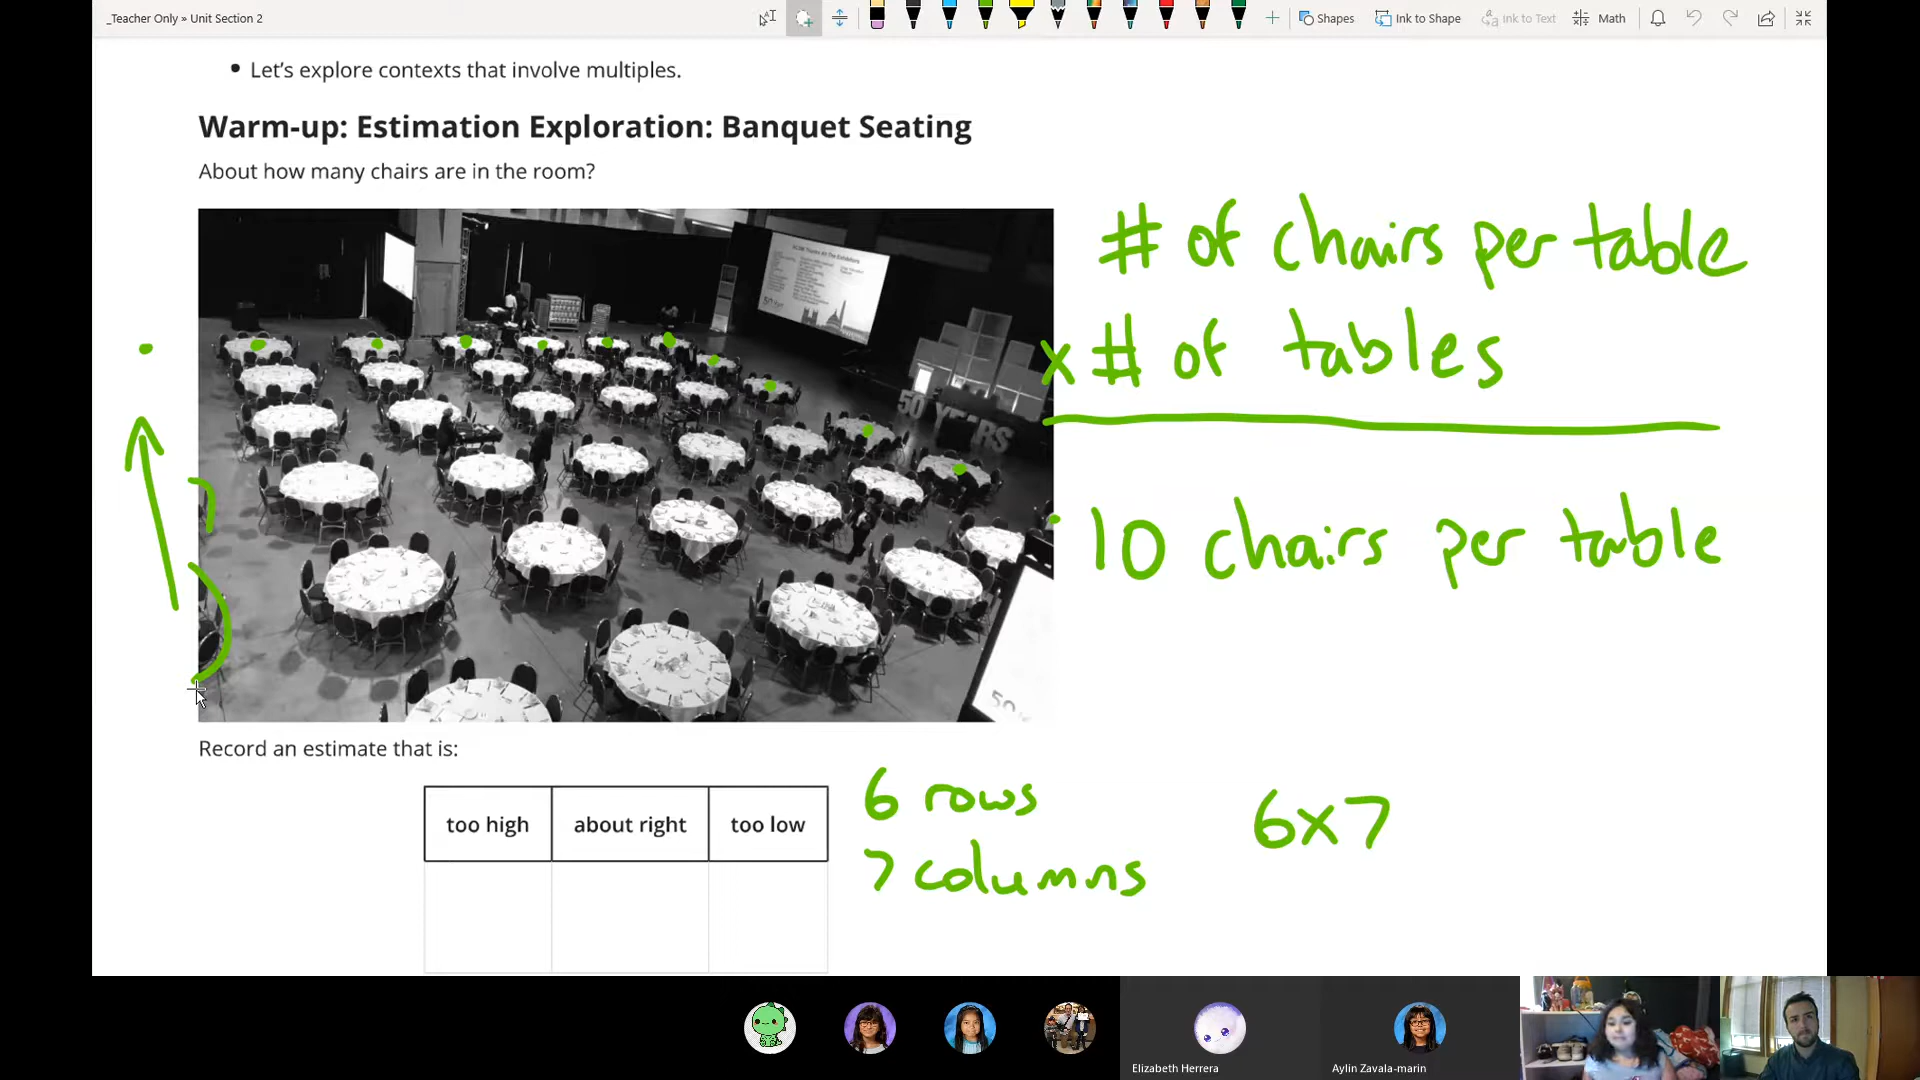 _Teacher Only » Unit Section 2
Shapes
Ink to Shape
Ink to Text
Math
• Let's explore contexts that involve multiples.
Warm-up: Estimation Exploration: Banquet Seating
About how many chairs are in the room?
# of chairs per table
x # of tables
50 YEARS
10 chairs per table
Record an estimate that is:
too high about right too low
6 rows
7 columns
6x7
Elizabeth Herrera
Aylin Zavala-marin